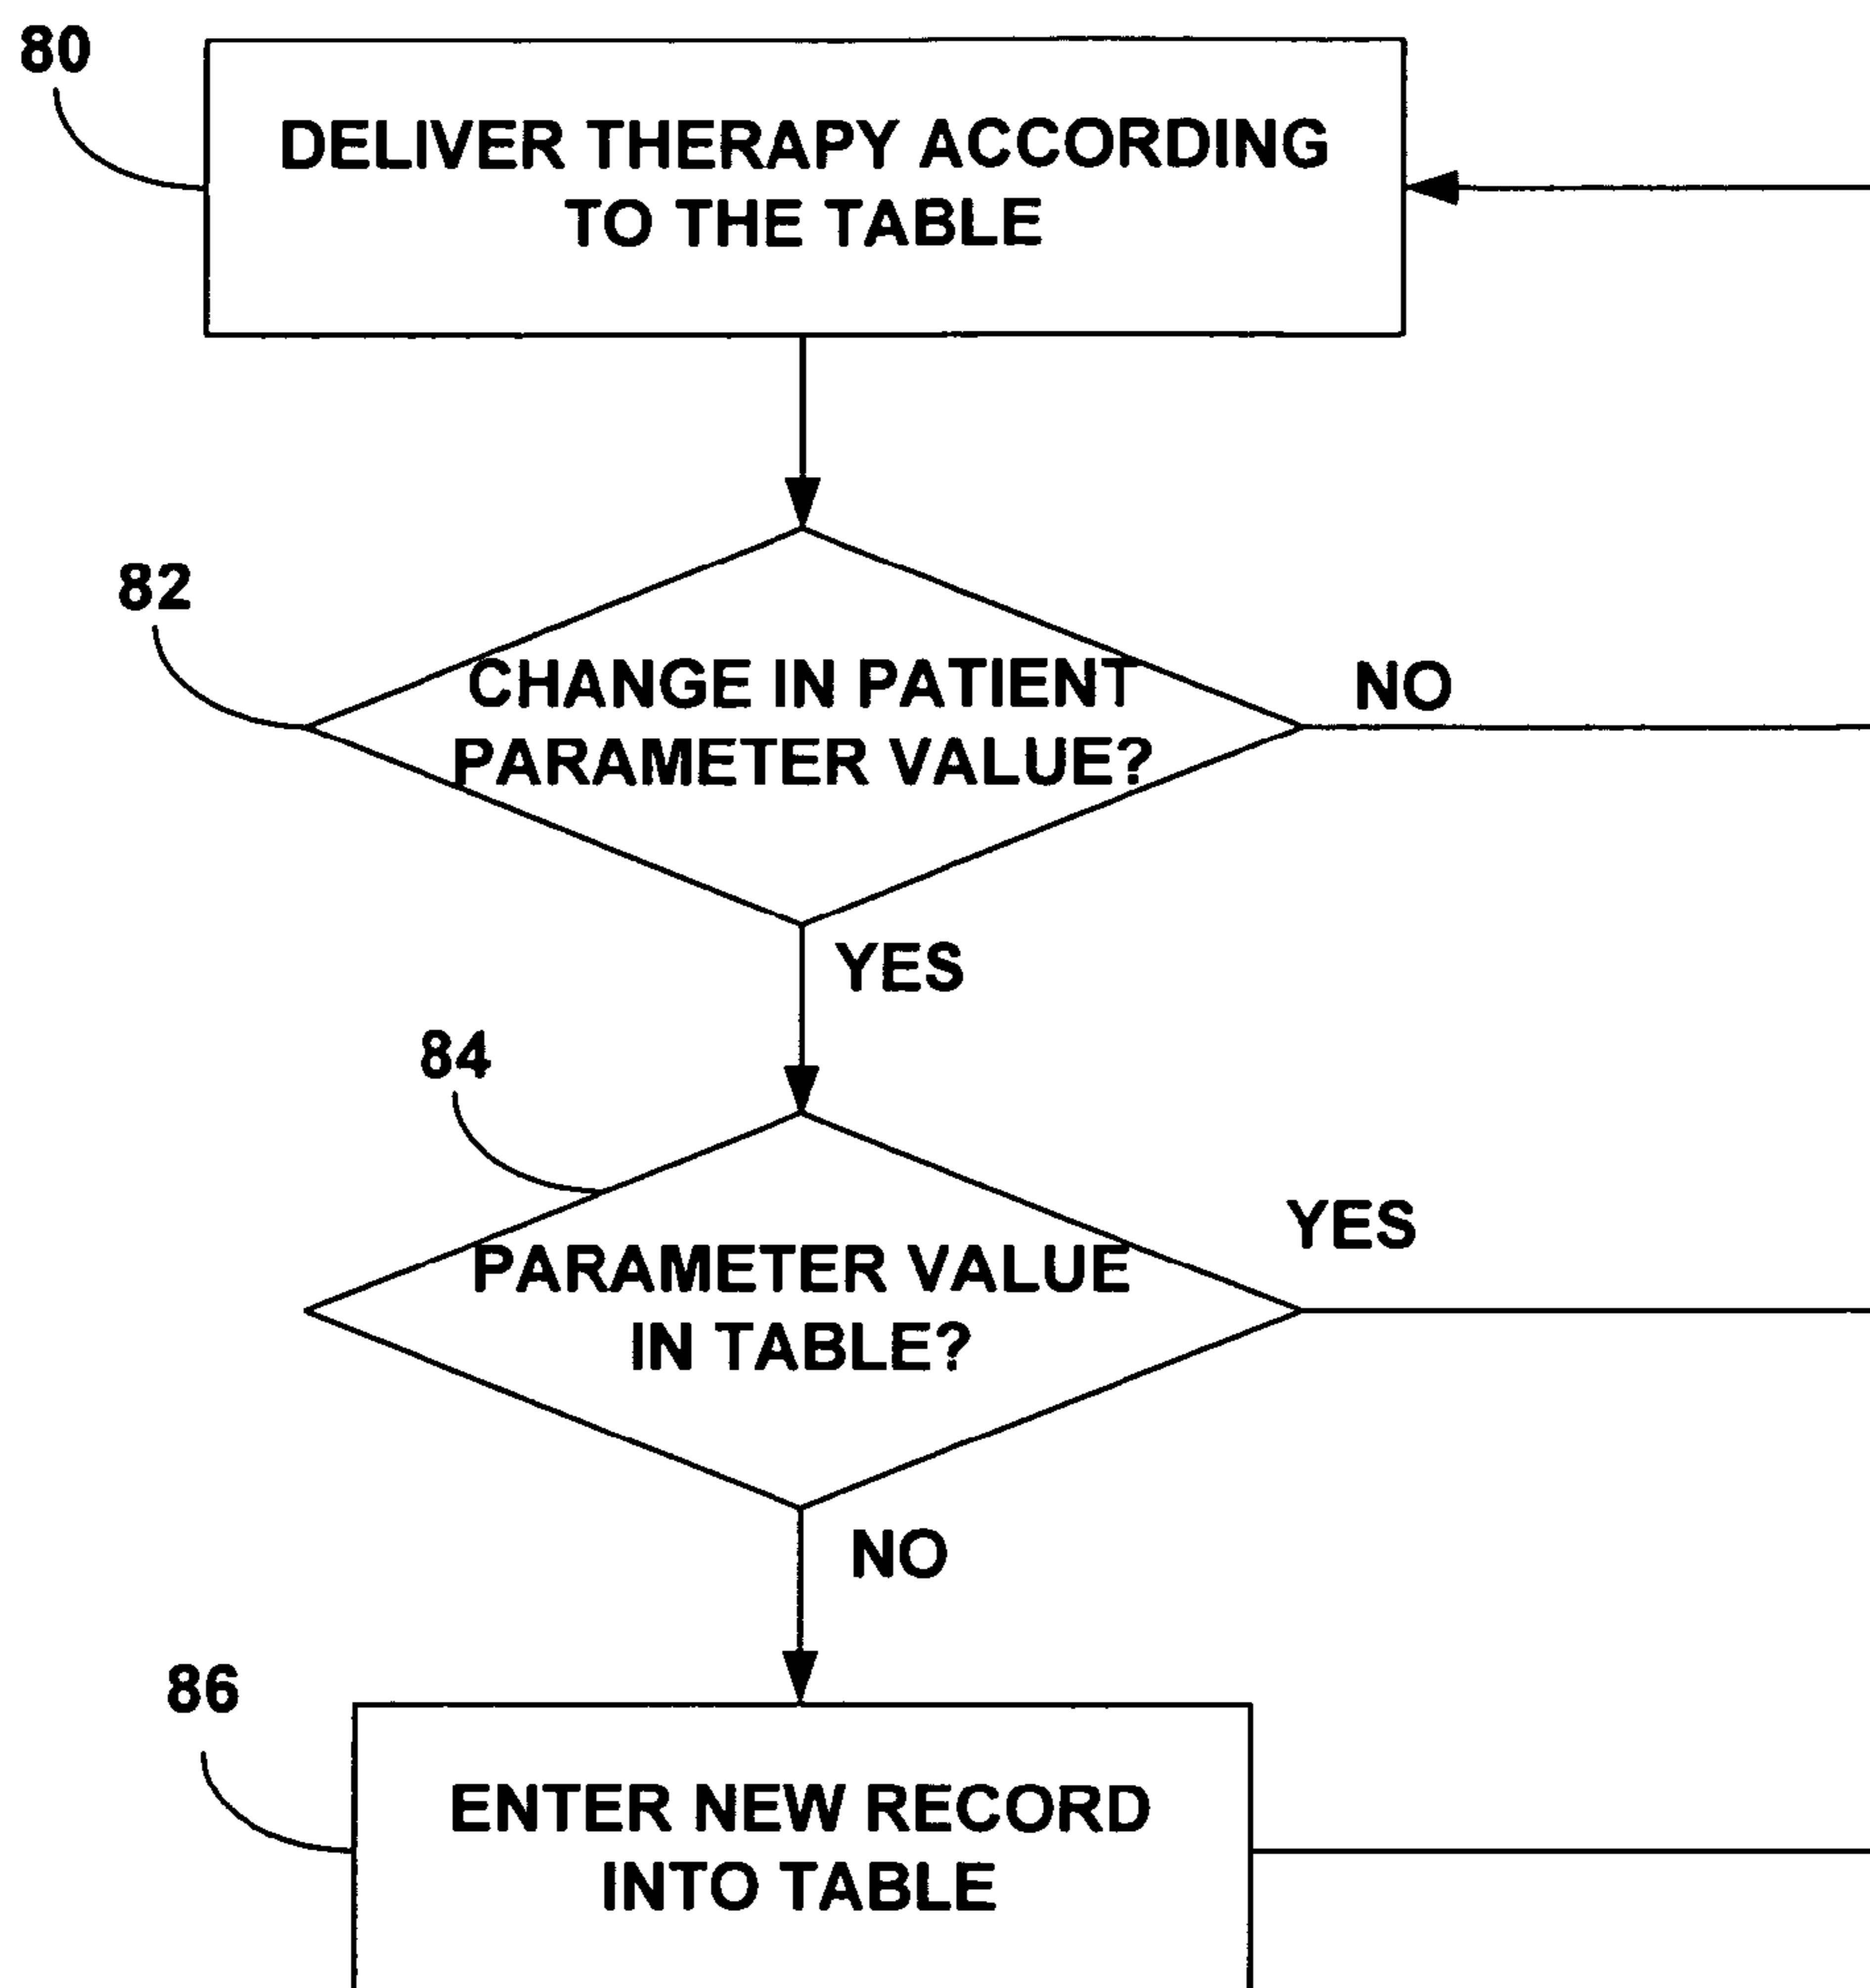 80
DELIVER THERAPY ACCORDING
TO THE TABLE
82
CHANGE IN PATIENT
PARAMETER VALUE?
NO
YES
84
PARAMETER VALUE
IN TABLE?
YES
NO
86
ENTER NEW RECORD
INTO TABLE